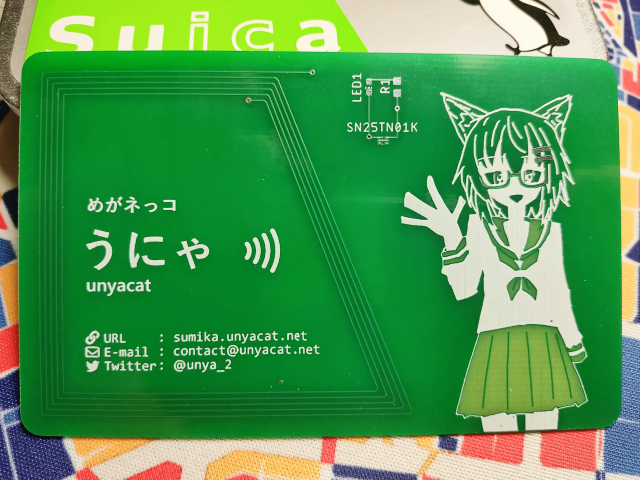 Suica
LED1
R1
SN25TN01K
めがネっコ
うにゃ
unyacat
URL : sumika.unyacat.net
E-mail : contact@unyacat.net
Twitter: @unya_2